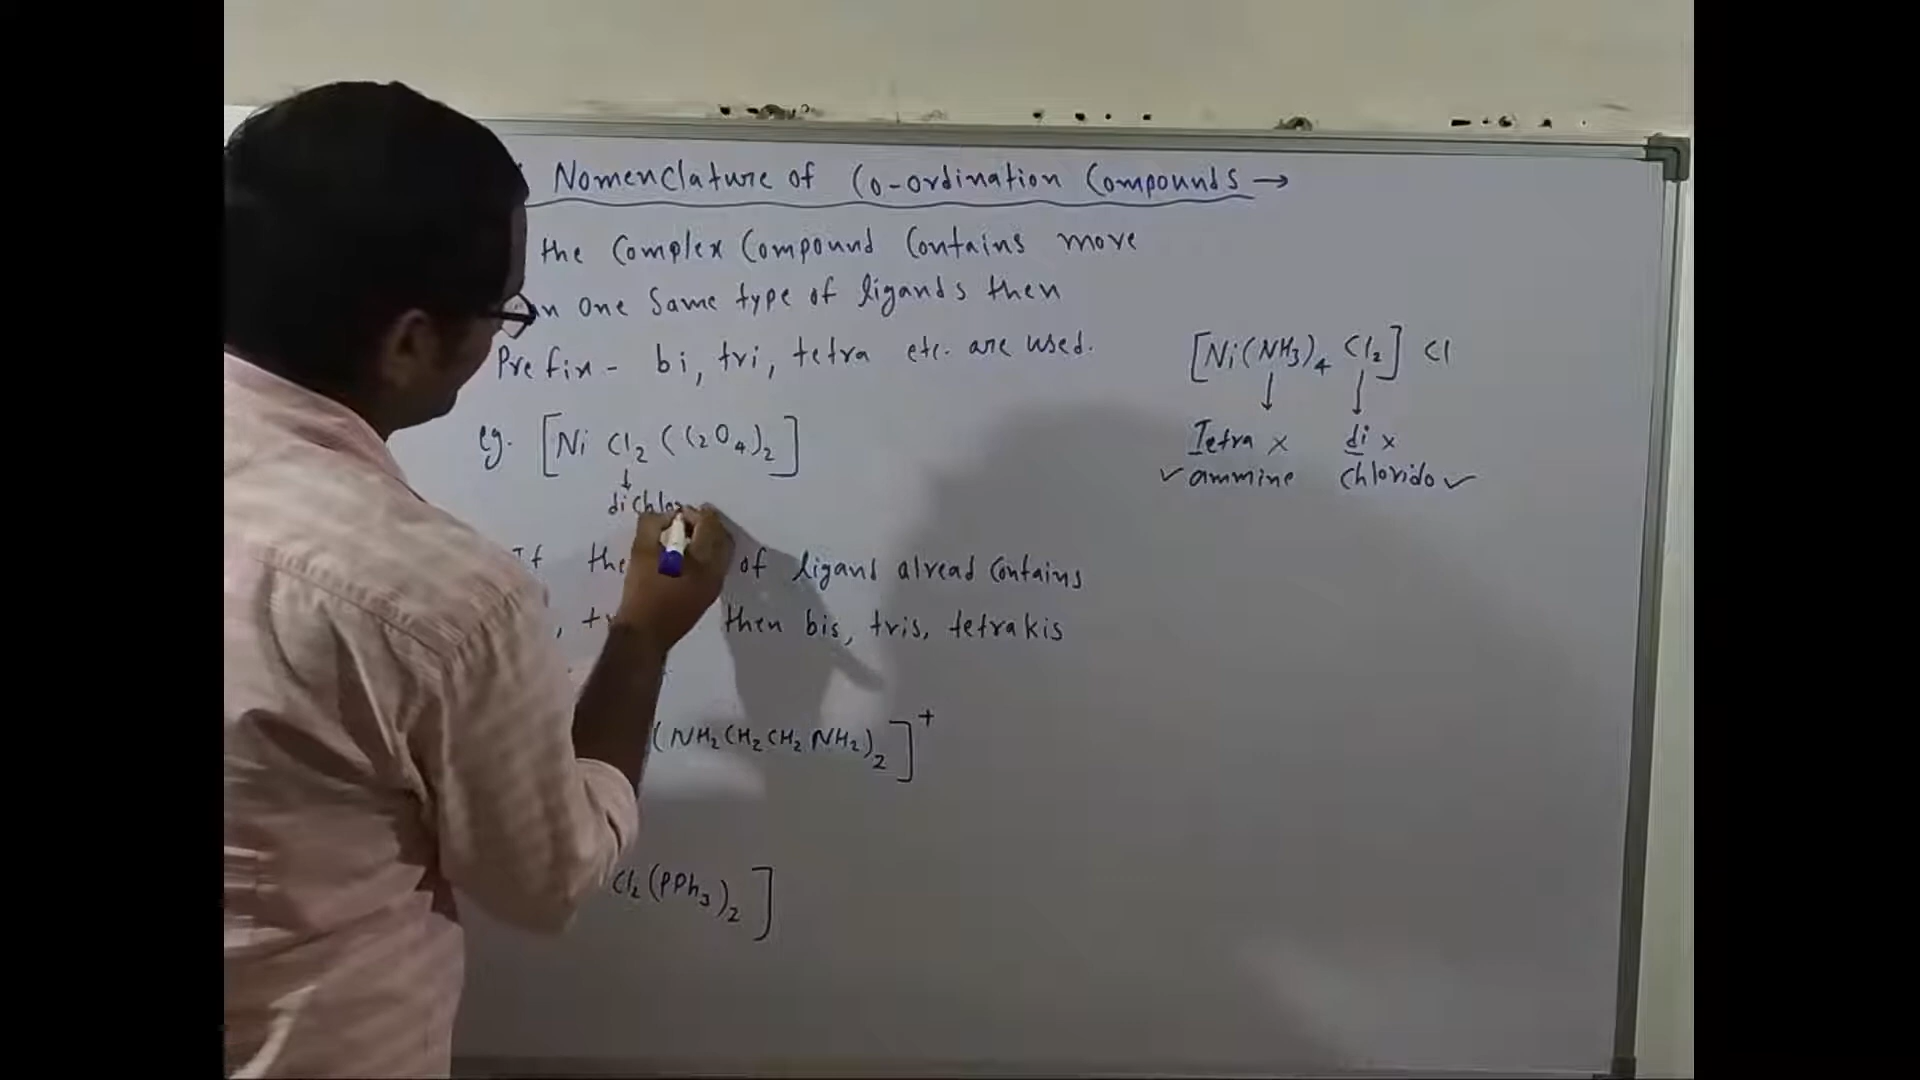 Nomenclature of Co-ordination Compounds →
the Complex Compound Contains more
n one Same type of ligands then
Prefix - bi, tri, tetra etc. are used.
eg. [Ni Cl₂ (C₂O₄)₂]
↓
dichlo
If the of ligand alread Contains
, then bis, tris, tetrakis
(NH₂CH₂CH₂NH₂)₂]⁺
Cl₂(PPh₃)₂]
[Ni(NH₃)₄ Cl₂] Cl
↓ ↓
Tetra × di ×
✓ ammine chlorido ✓